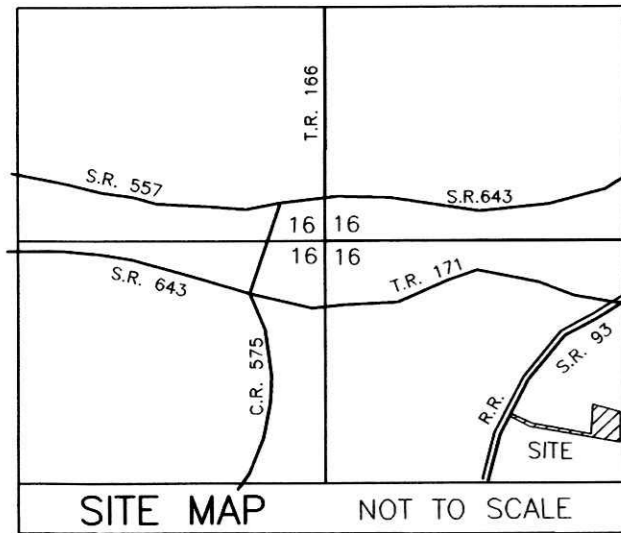 T.R. 166
S.R. 557
S.R.643
16 16
16 16
S.R. 643
T.R. 171
C.R. 575
S.R. 93
R.R.
SITE
SITE MAP
NOT TO SCALE